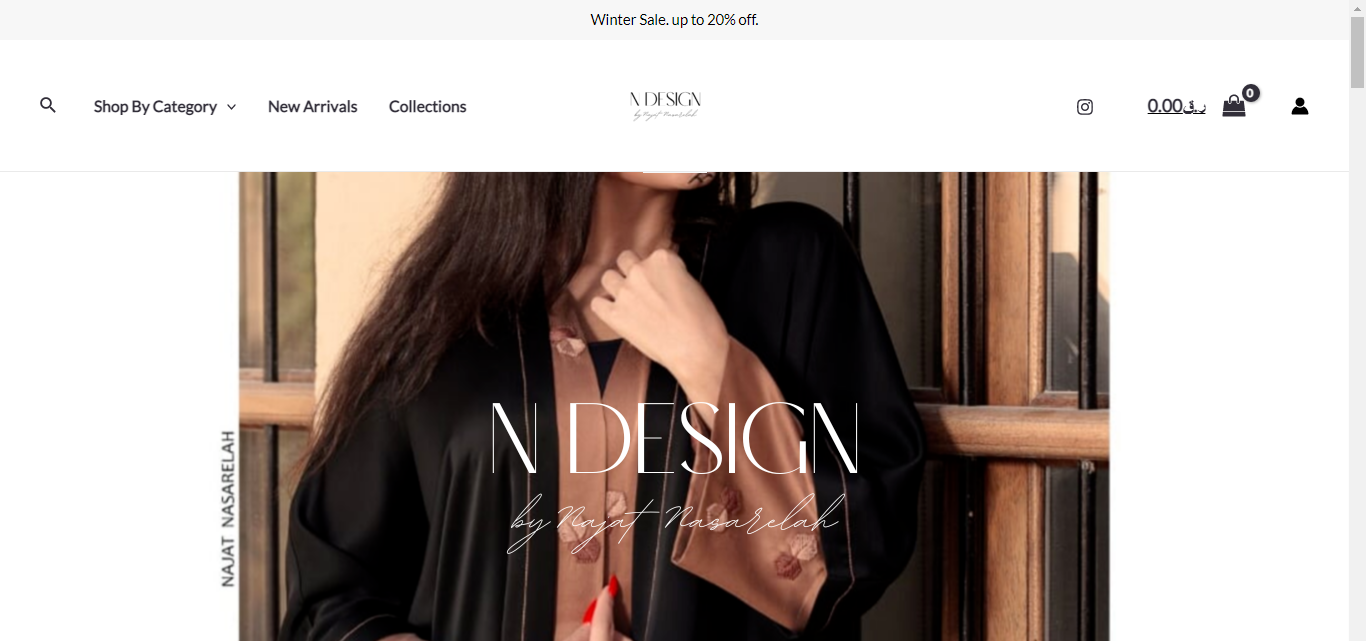 Winter Sale. up to 20% off.
Shop By Category
New Arrivals
Collections
N DESIGN
by Najat Nasarelah
0.00ر.ق
0
NAJAT NASARELAH
N DESIGN
by Najat Nasarelah